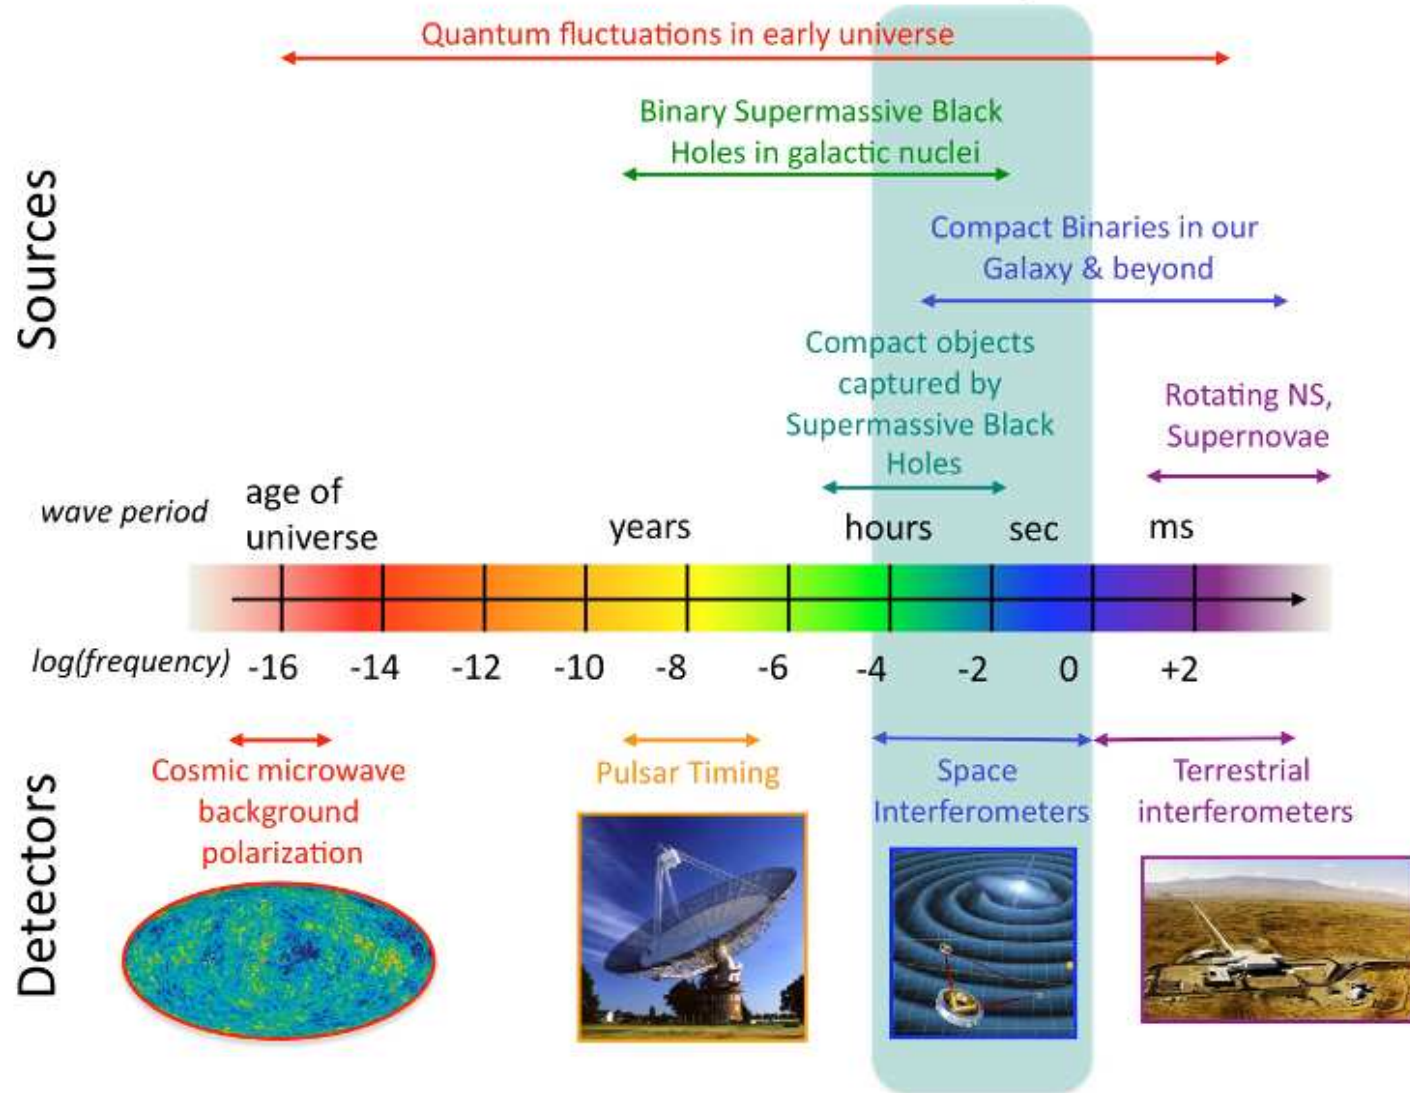 Quantum fluctuations in early universe
Binary Supermassive Black
Holes in galactic nuclei
Compact Binaries in our
Galaxy & beyond
Compact objects
captured by
Supermassive Black
Holes
Rotating NS,
Supernovae
Sources
wave period
age of
universe
years
hours
sec
ms
log(frequency) -16 -14 -12 -10 -8 -6 -4 -2 0 +2
Detectors
Cosmic microwave
background
polarization
Pulsar Timing
Space
Interferometers
Terrestrial
interferometers